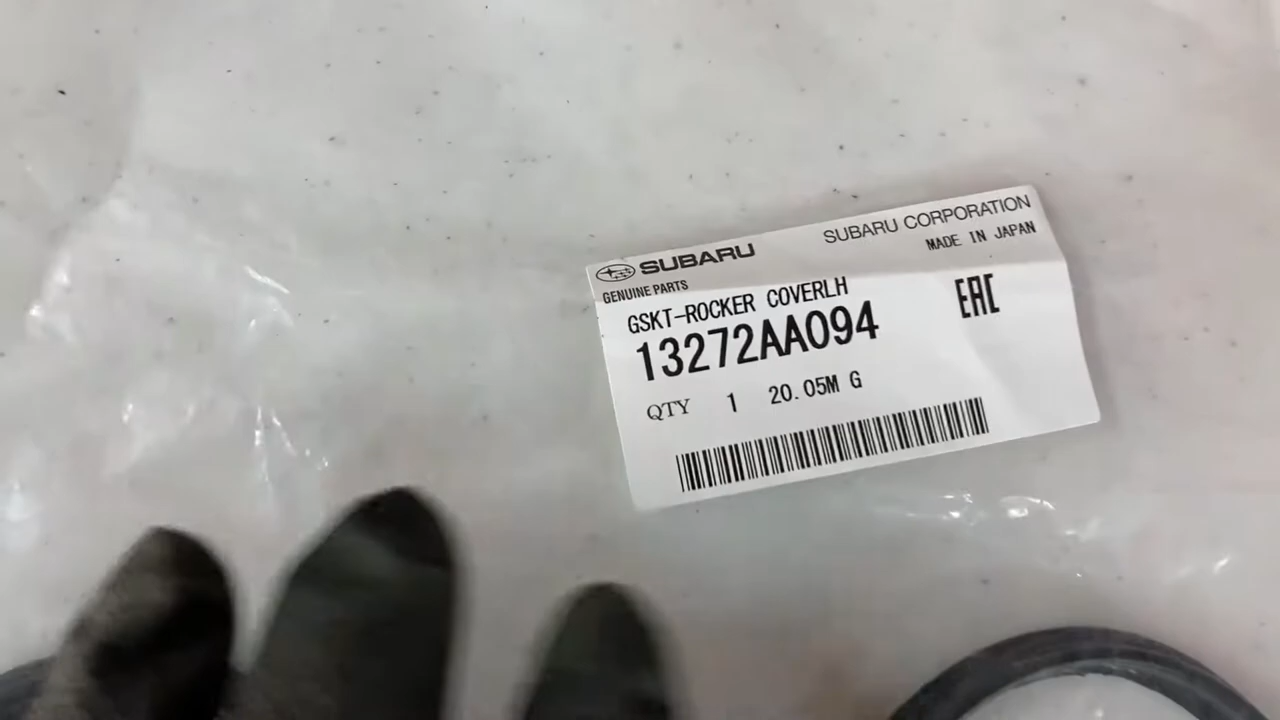 SUBARU
SUBARU CORPORATION
GENUINE PARTS
MADE IN JAPAN
GSKT-ROCKER COVERLH
EAC
13272AA094
QTY 1 20.05M G